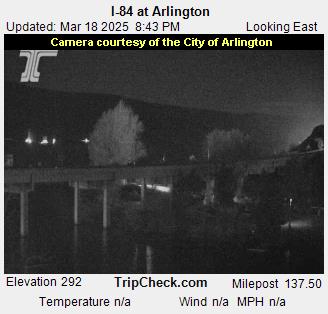 I-84 at Arlington
Updated: Mar 18 2025 8:43 PM Looking East
Camera courtesy of the City of Arlington
Elevation 292 TripCheck.com Milepost 137.50
Temperature n/a Wind n/a MPH n/a